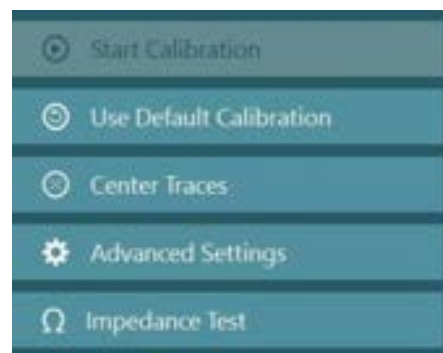 Start Calibration
Use Default Calibration
Center Traces
Advanced Settings
Impedance Test